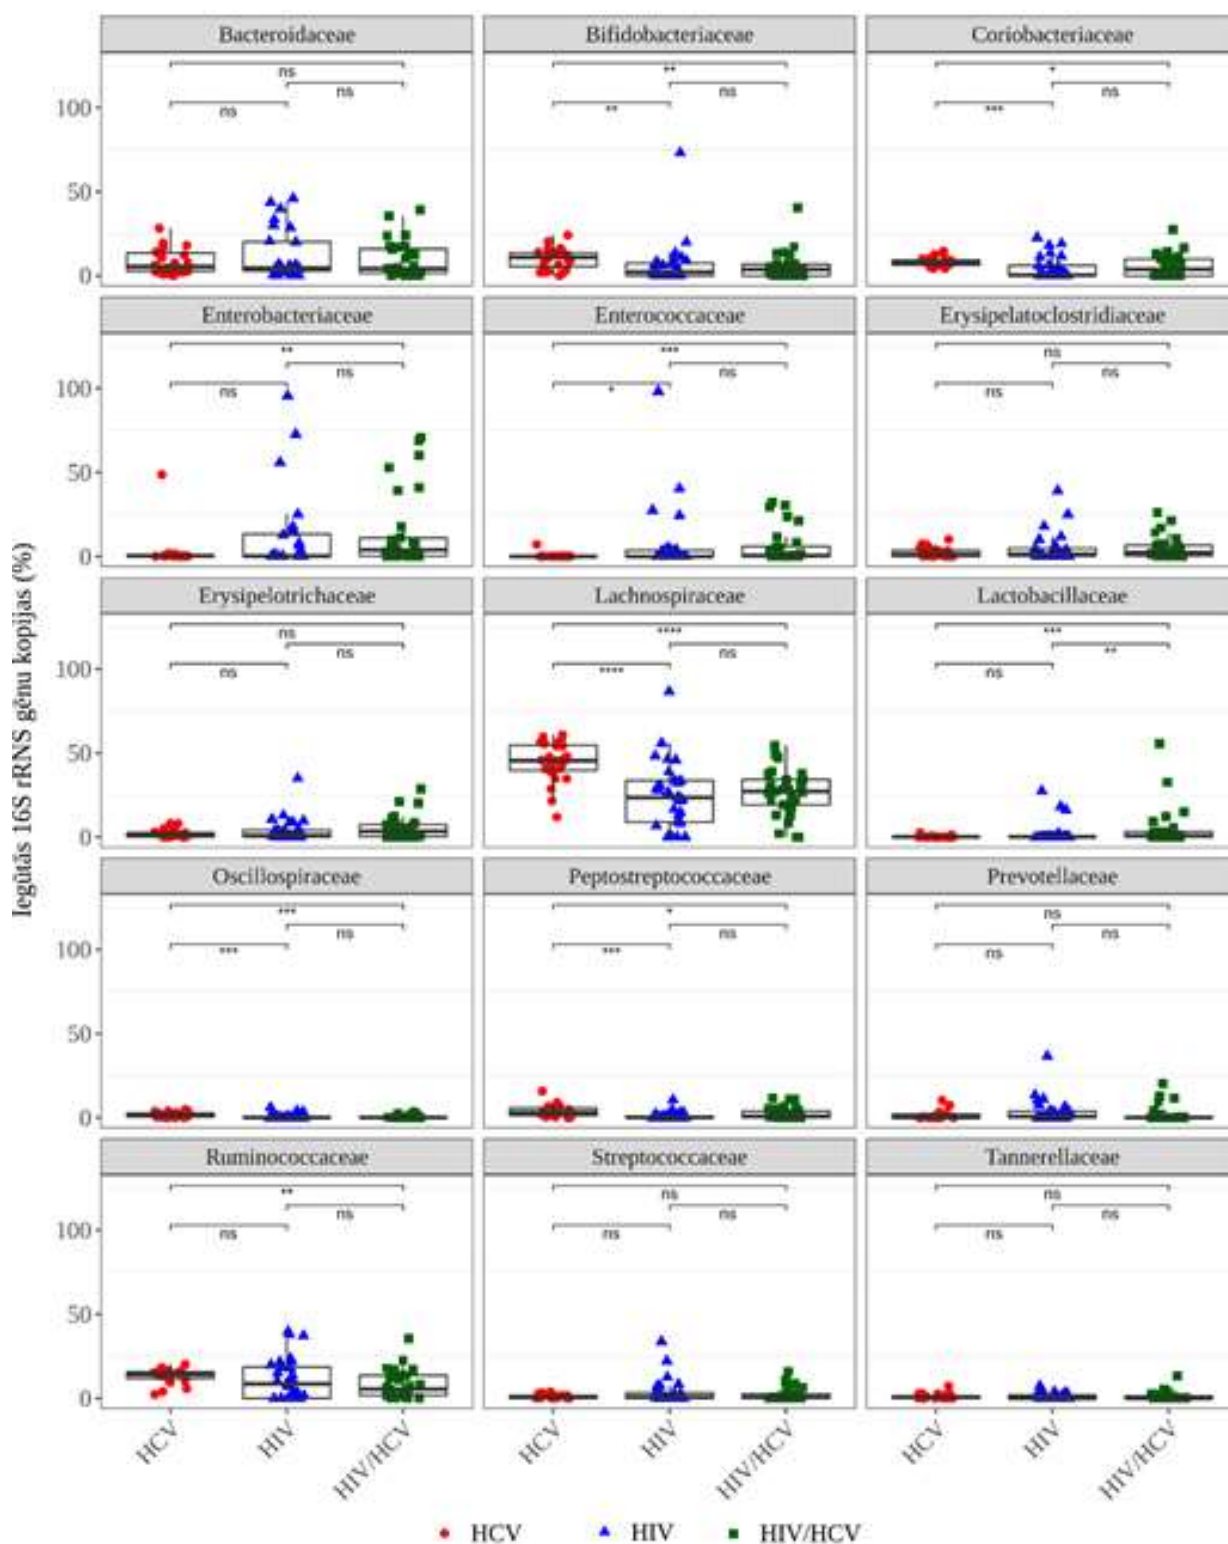 Bacteroidaceae Bifidobacteriaceae Coriobacteriaceae
ns ** *
ns ns ns
ns ** ***
100
50
0
Enterobacteriaceae Enterococcaceae Erysipelatoclostridiaceae
** *** ns
ns ns ns
ns * ns
100
50
0
Erysipelotrichaceae Lachnospiraceae Lactobacillaceae
ns **** ***
ns ns **
ns **** ns
100
50
0
Oscillospiraceae Peptostreptococcaceae Prevotellaceae
*** * ns
ns ns ns
*** *** ns
100
50
0
Ruminococcaceae Streptococcaceae Tannerellaceae
** ns ns
ns ns ns
ns ns ns
100
50
0
Iegūtās 16S rRNS gēnu kopijas (%)
HCV HIV HIV/HCV HCV HIV HIV/HCV HCV HIV HIV/HCV
HCV HIV HIV/HCV